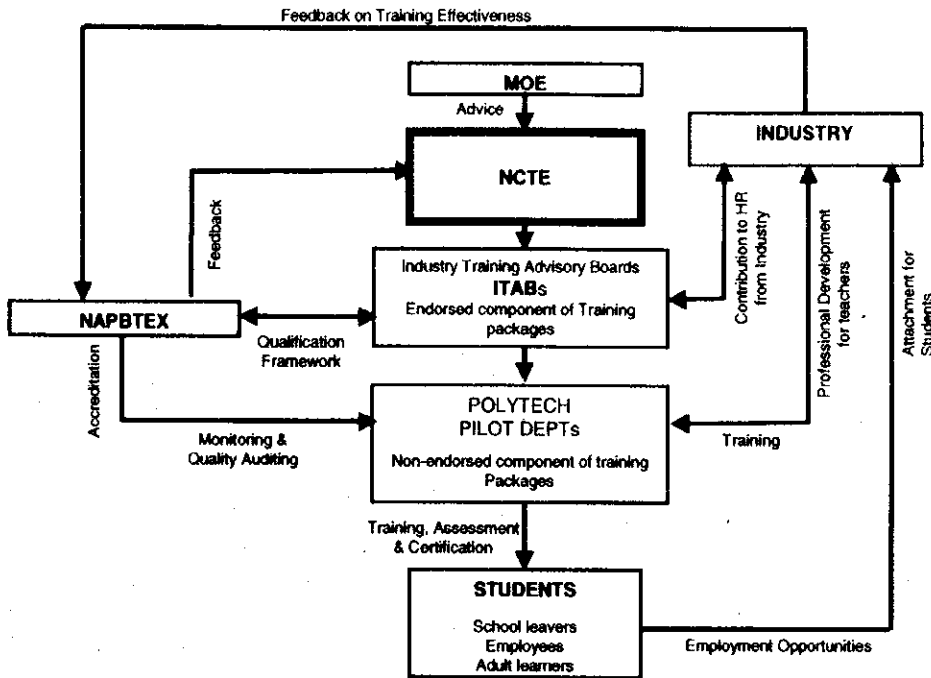 Feedback on Training Effectiveness
MOE
Advice
INDUSTRY
NCTE
Feedback
Contribution to HR
from Industry
Professional Development
for teachers
Attachment for
Students
Industry Training Advisory Boards
ITABs
Endorsed component of Training
packages
NAPBTEX
Qualification
Framework
Accreditation
POLYTECH
PILOT DEPTs
Non-endorsed component of training
Packages
Monitoring &
Quality Auditing
Training
Training, Assessment
& Certification
STUDENTS
School leavers
Employees
Adult learners
Employment Opportunities